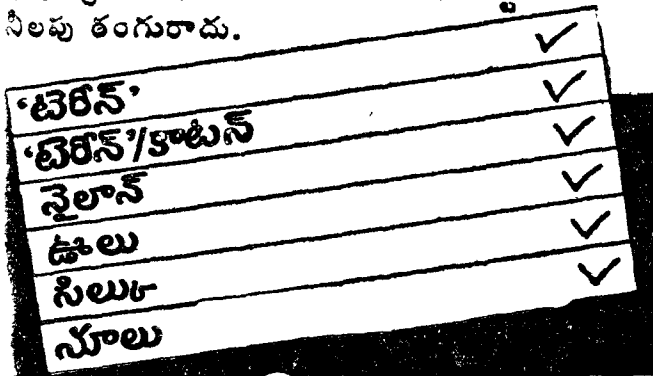 నిలపు తంగురాదు.
‘టెరీన్’ ✓
‘టెరీన్’/కాటన్ ✓
నైలాన్ ✓
ఊలు ✓
సిల్కు ✓
నూలు ✓